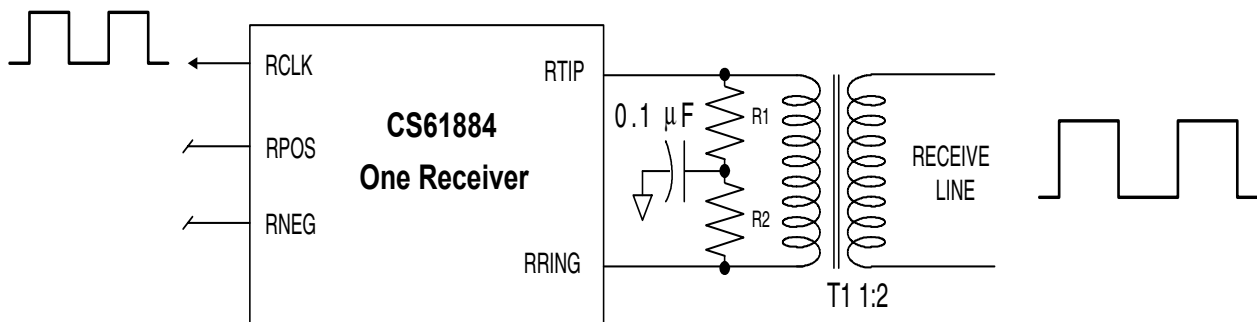 RCLK
RPOS
RNEG
CS61884
One Receiver
RTIP
RRING
0.1 μF
R1
R2
T1 1:2
RECEIVE
LINE